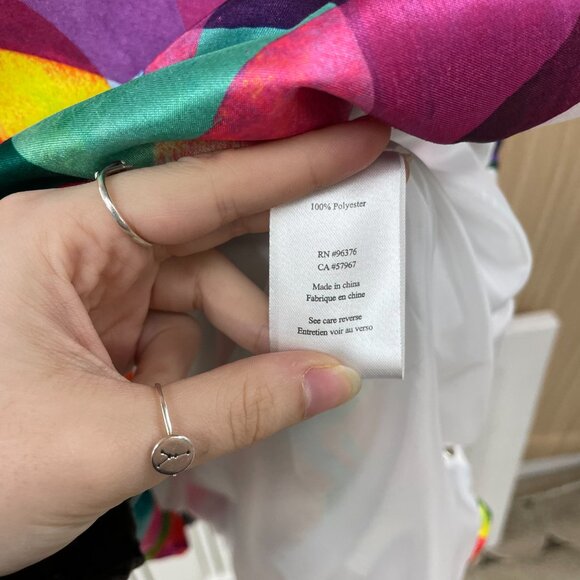 100% Polyester
RN #96376
CA #57967
Made in china
Fabrique en chine
See care reverse
Entretien voir au verso